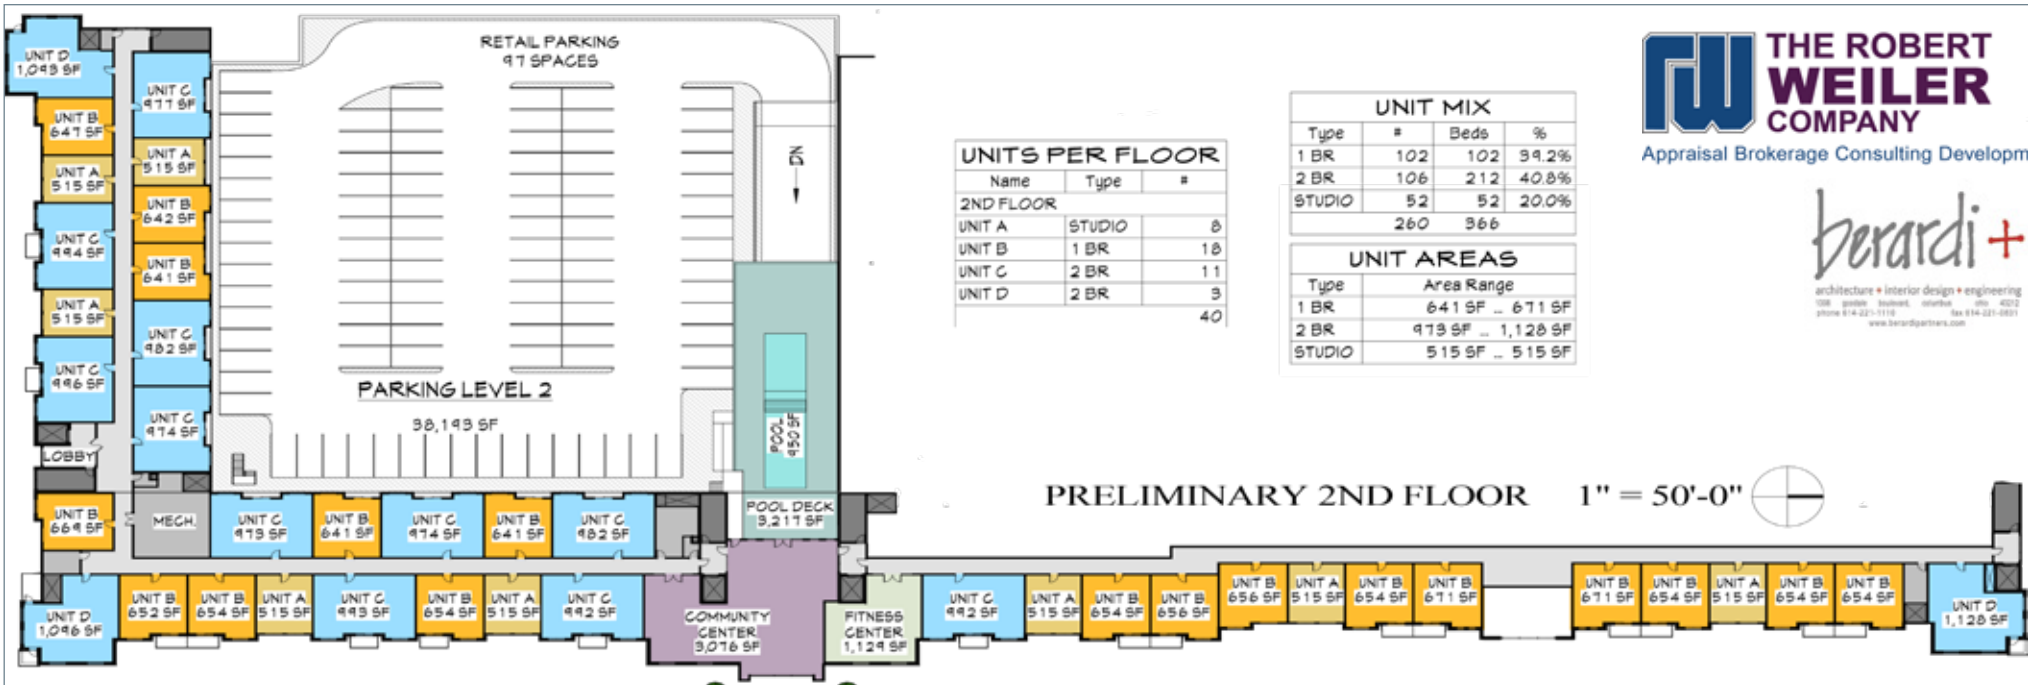 UNIT D
1,093 SF
UNIT B
647 SF
UNIT A
515 SF
UNIT C
994 SF
UNIT A
515 SF
UNIT C
996 SF
LOBBY
UNIT B
669 SF
UNIT C
977 SF
UNIT A
515 SF
UNIT B
642 SF
UNIT B
641 SF
UNIT C
982 SF
UNIT C
974 SF
MECH.
RETAIL PARKING
97 SPACES
PARKING LEVEL 2
38,193 SF
DN
POOL
950 SF
POOL DECK
3,217 SF
UNIT C
973 SF
UNIT B
641 SF
UNIT C
974 SF
UNIT B
641 SF
UNIT C
982 SF
UNIT D
1,096 SF
UNIT B
652 SF
UNIT B
654 SF
UNIT A
515 SF
UNIT C
993 SF
UNIT B
654 SF
UNIT A
515 SF
UNIT C
992 SF
COMMUNITY
CENTER
3,076 SF
FITNESS
CENTER
1,129 SF
UNIT C
992 SF
UNIT A
515 SF
UNIT B
654 SF
UNIT B
656 SF
UNIT B
656 SF
UNIT A
515 SF
UNIT B
654 SF
UNIT B
671 SF
UNIT B
671 SF
UNIT B
654 SF
UNIT A
515 SF
UNIT B
654 SF
UNIT B
654 SF
UNIT D
1,128 SF
UNITS PER FLOOR
Name Type #
2ND FLOOR
UNIT A STUDIO 8
UNIT B 1 BR 18
UNIT C 2 BR 11
UNIT D 2 BR 3
40
UNIT MIX
Type # Beds %
1 BR 102 102 39.2%
2 BR 106 212 40.8%
STUDIO 52 52 20.0%
260 366
UNIT AREAS
Type Area Range
1 BR 641 SF .. 671 SF
2 BR 973 SF .. 1,128 SF
STUDIO 515 SF .. 515 SF
THE ROBERT
WEILER
COMPANY
Appraisal Brokerage Consulting Developm
berardi+
architecture + interior design + engineering
phone 614-221-1110 fax 614-221-0831
www.berardipartners.com
PRELIMINARY 2ND FLOOR 1" = 50'-0"